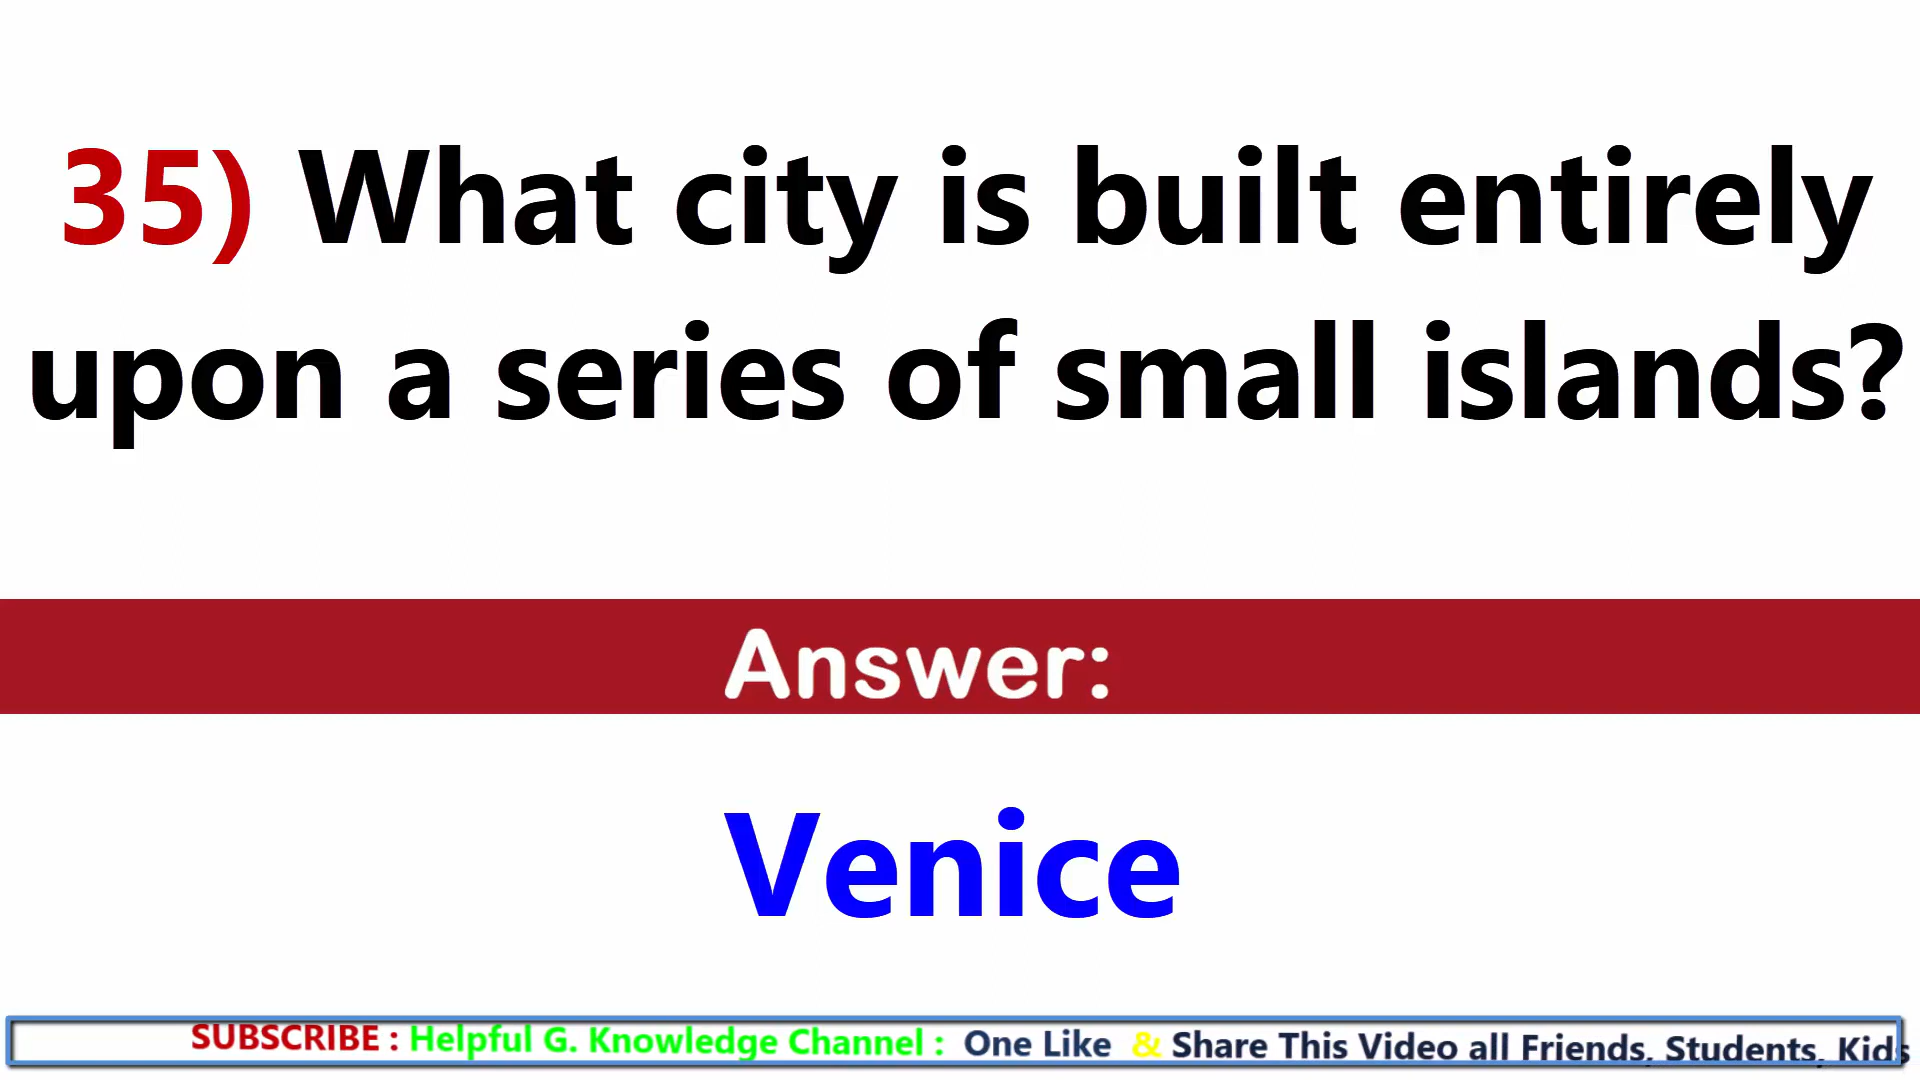 35) What city is built entirely
upon a series of small islands?
Answer:
Venice
SUBSCRIBE : Helpful G. Knowledge Channel : One Like & Share This Video all Friends, Students, Kids